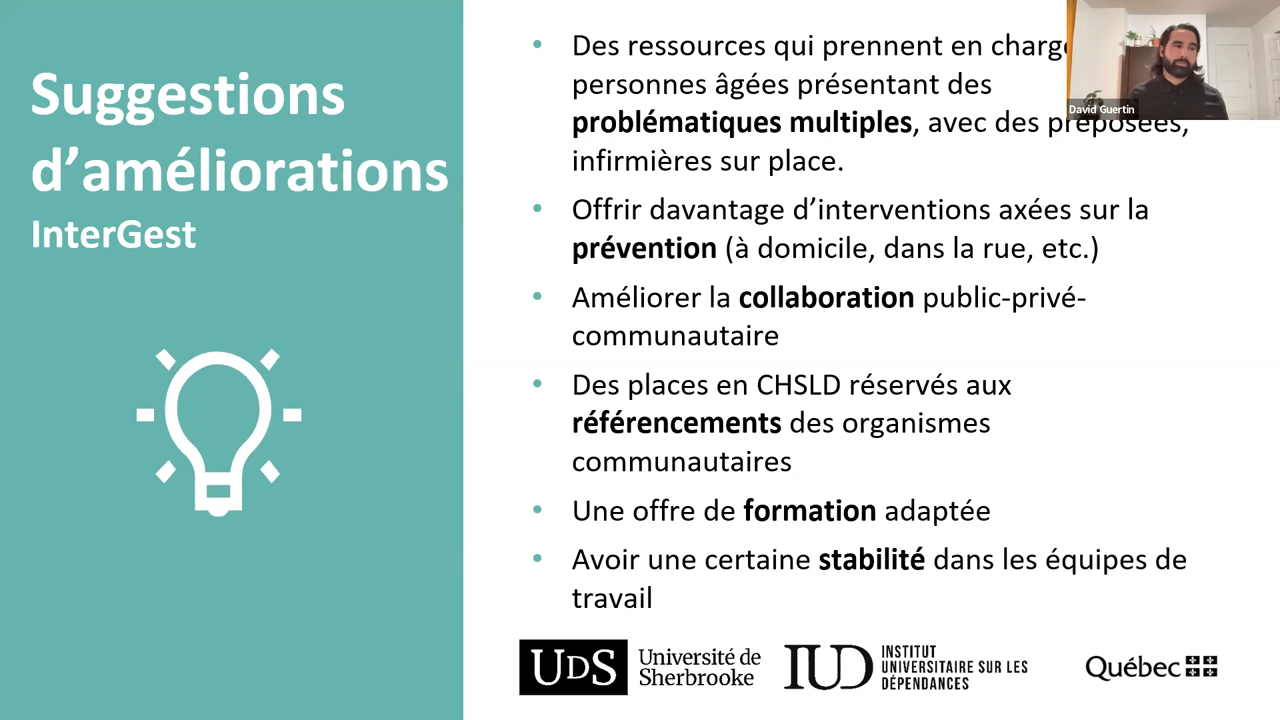 Suggestions
d’améliorations
InterGest
• Des ressources qui prennent en charge
personnes âgées présentant des
problématiques multiples, avec des préposées,
infirmières sur place.
• Offrir davantage d’interventions axées sur la
prévention (à domicile, dans la rue, etc.)
• Améliorer la collaboration public-privé-
communautaire
• Des places en CHSLD réservés aux
référencements des organismes
communautaires
• Une offre de formation adaptée
• Avoir une certaine stabilité dans les équipes de
travail
David Guertin
UDS Université de
Sherbrooke
IUD INSTITUT
UNIVERSITAIRE SUR LES
DÉPENDANCES
Québec